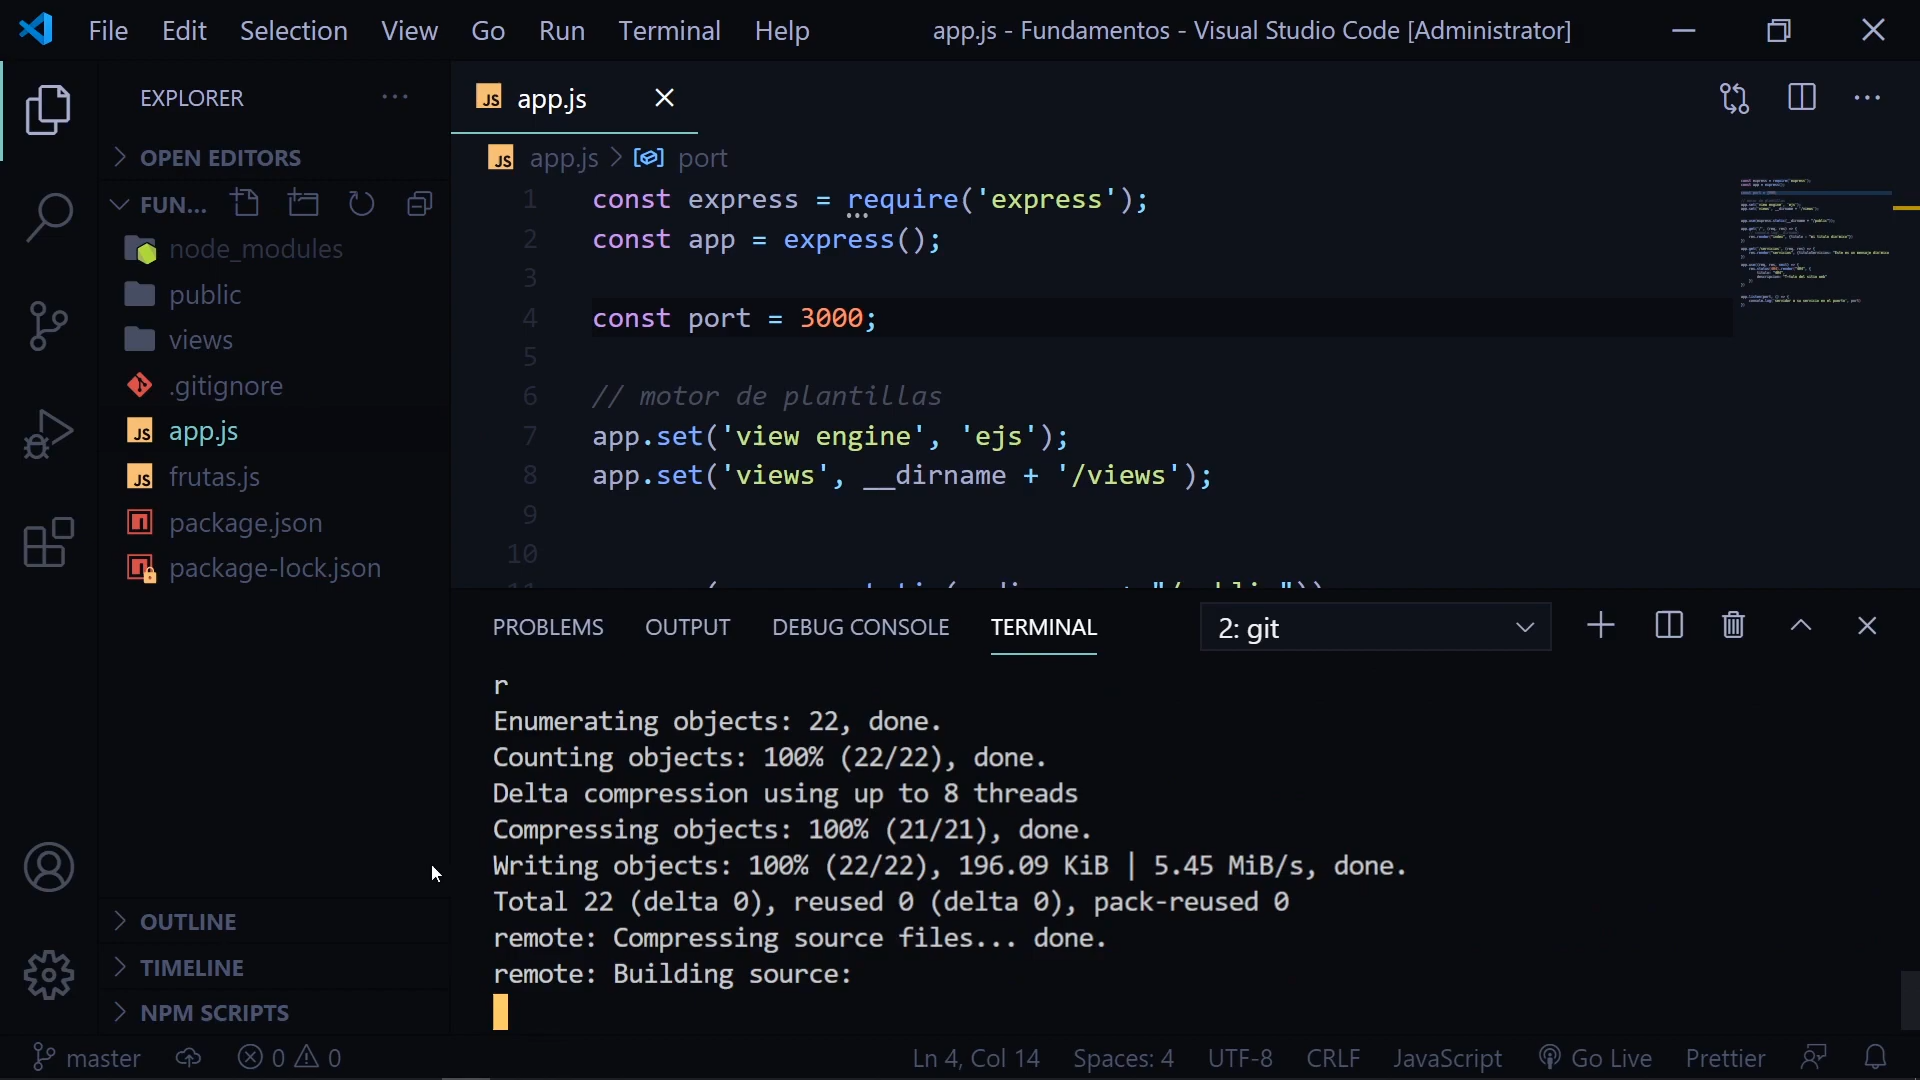 File Edit Selection View Go Run Terminal Help
app.js - Fundamentos - Visual Studio Code [Administrator]
EXPLORER
OPEN EDITORS
FUN...
node_modules
public
views
.gitignore
JS app.js
JS frutas.js
package.json
package-lock.json
OUTLINE
TIMELINE
NPM SCRIPTS
JS app.js
JS app.js > port
1 const express = require('express');
2 const app = express();
3
4 const port = 3000;
5
6 // motor de plantillas
7 app.set('view engine', 'ejs');
8 app.set('views', __dirname + '/views');
9
10
PROBLEMS OUTPUT DEBUG CONSOLE TERMINAL 2: git
r
Enumerating objects: 22, done.
Counting objects: 100% (22/22), done.
Delta compression using up to 8 threads
Compressing objects: 100% (21/21), done.
Writing objects: 100% (22/22), 196.09 KiB | 5.45 MiB/s, done.
Total 22 (delta 0), reused 0 (delta 0), pack-reused 0
remote: Compressing source files... done.
remote: Building source:
master 0 0 Ln 4, Col 14 Spaces: 4 UTF-8 CRLF JavaScript Go Live Prettier